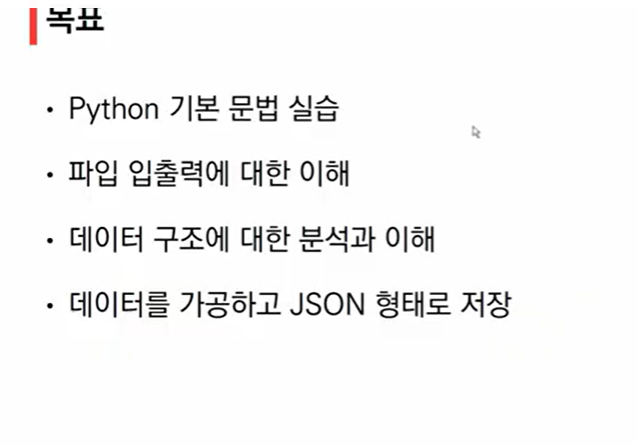 목표
• Python 기본 문법 실습
• 파입 입출력에 대한 이해
• 데이터 구조에 대한 분석과 이해
• 데이터를 가공하고 JSON 형태로 저장